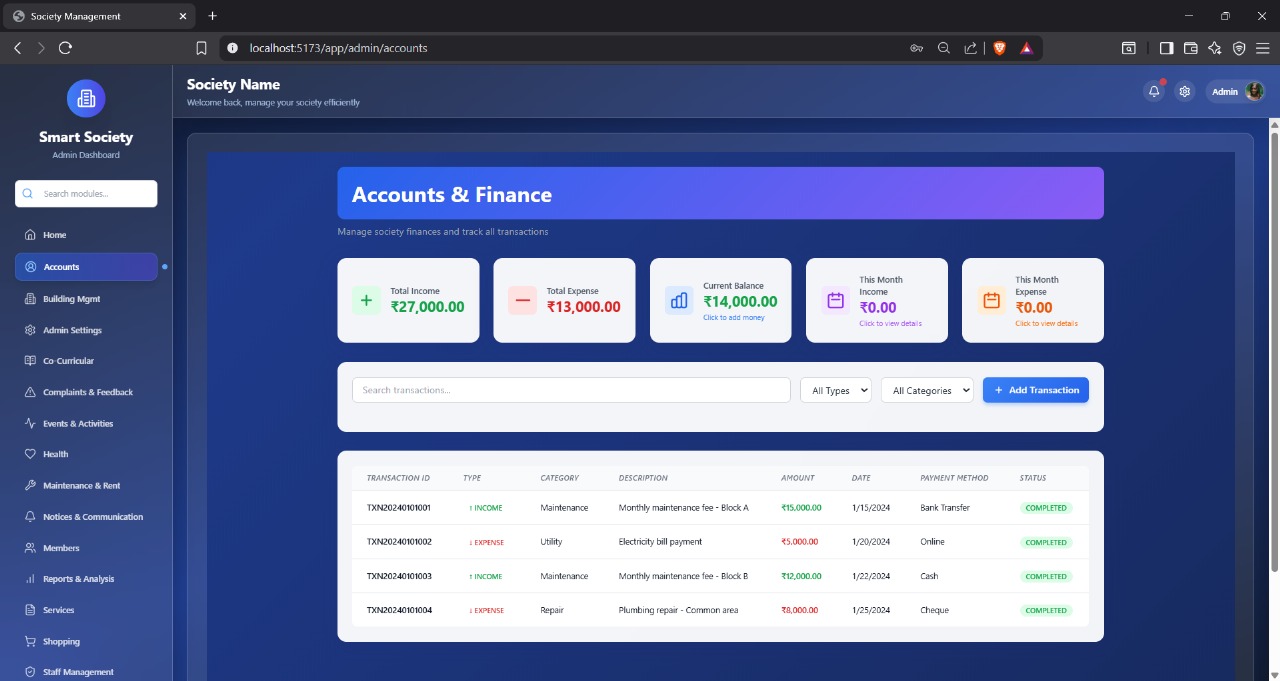 Society Management
localhost:5173/app/admin/accounts
Smart Society
Admin Dashboard
Search modules...
Home
Accounts
Building Mgmt
Admin Settings
Co-Curricular
Complaints & Feedback
Events & Activities
Health
Maintenance & Rent
Notices & Communication
Members
Reports & Analysis
Services
Shopping
Staff Management
Society Name
Welcome back, manage your society efficiently
Admin
Accounts & Finance
Manage society finances and track all transactions
Total Income
₹27,000.00
Total Expense
₹13,000.00
Current Balance
₹14,000.00
Click to add money
This Month
Income
₹0.00
Click to view details
This Month
Expense
₹0.00
Click to view details
Search transactions...
All Types
All Categories
+ Add Transaction
TRANSACTION ID TYPE CATEGORY DESCRIPTION AMOUNT DATE PAYMENT METHOD STATUS
TXN20240101001 ↑ INCOME Maintenance Monthly maintenance fee - Block A ₹15,000.00 1/15/2024 Bank Transfer COMPLETED
TXN20240101002 ↓ EXPENSE Utility Electricity bill payment ₹5,000.00 1/20/2024 Online COMPLETED
TXN20240101003 ↑ INCOME Maintenance Monthly maintenance fee - Block B ₹12,000.00 1/22/2024 Cash COMPLETED
TXN20240101004 ↓ EXPENSE Repair Plumbing repair - Common area ₹8,000.00 1/25/2024 Cheque COMPLETED